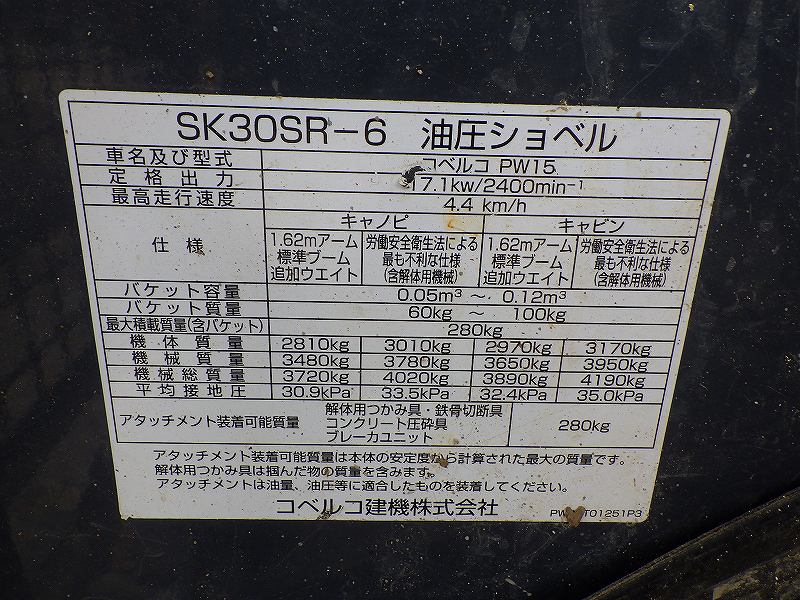 SK30SR-6 油圧ショベル
車名及び型式 コベルコ PW15
定格出力 17.1kw/2400min-1
最高走行速度 4.4 km/h
仕様 キャノピ キャビン
1.62mアーム 労働安全衛生法による 1.62mアーム 労働安全衛生法による
標準ブーム 最も不利な仕様 標準ブーム 最も不利な仕様
追加ウエイト (含解体用機械) 追加ウエイト (含解体用機械)
バケット容量 0.05m³ ～ 0.12m³
バケット質量 60kg ～ 100kg
最大積載質量(含バケット) 280kg
機体質量 2810kg 3010kg 2970kg 3170kg
機械質量 3480kg 3780kg 3650kg 3950kg
機械総質量 3720kg 4020kg 3890kg 4190kg
平均接地圧 30.9kPa 33.5kPa 32.4kPa 35.0kPa
アタッチメント装着可能質量 解体用つかみ具・鉄骨切断具 280kg
コンクリート圧砕具
ブレーカユニット
アタッチメント装着可能質量は本体の安定度から計算された最大の質量です。
解体用つかみ具は掴んだ物の質量を含みます。
アタッチメントは油量、油圧等に適合したものを装着してください。
コベルコ建機株式会社
T01251P3